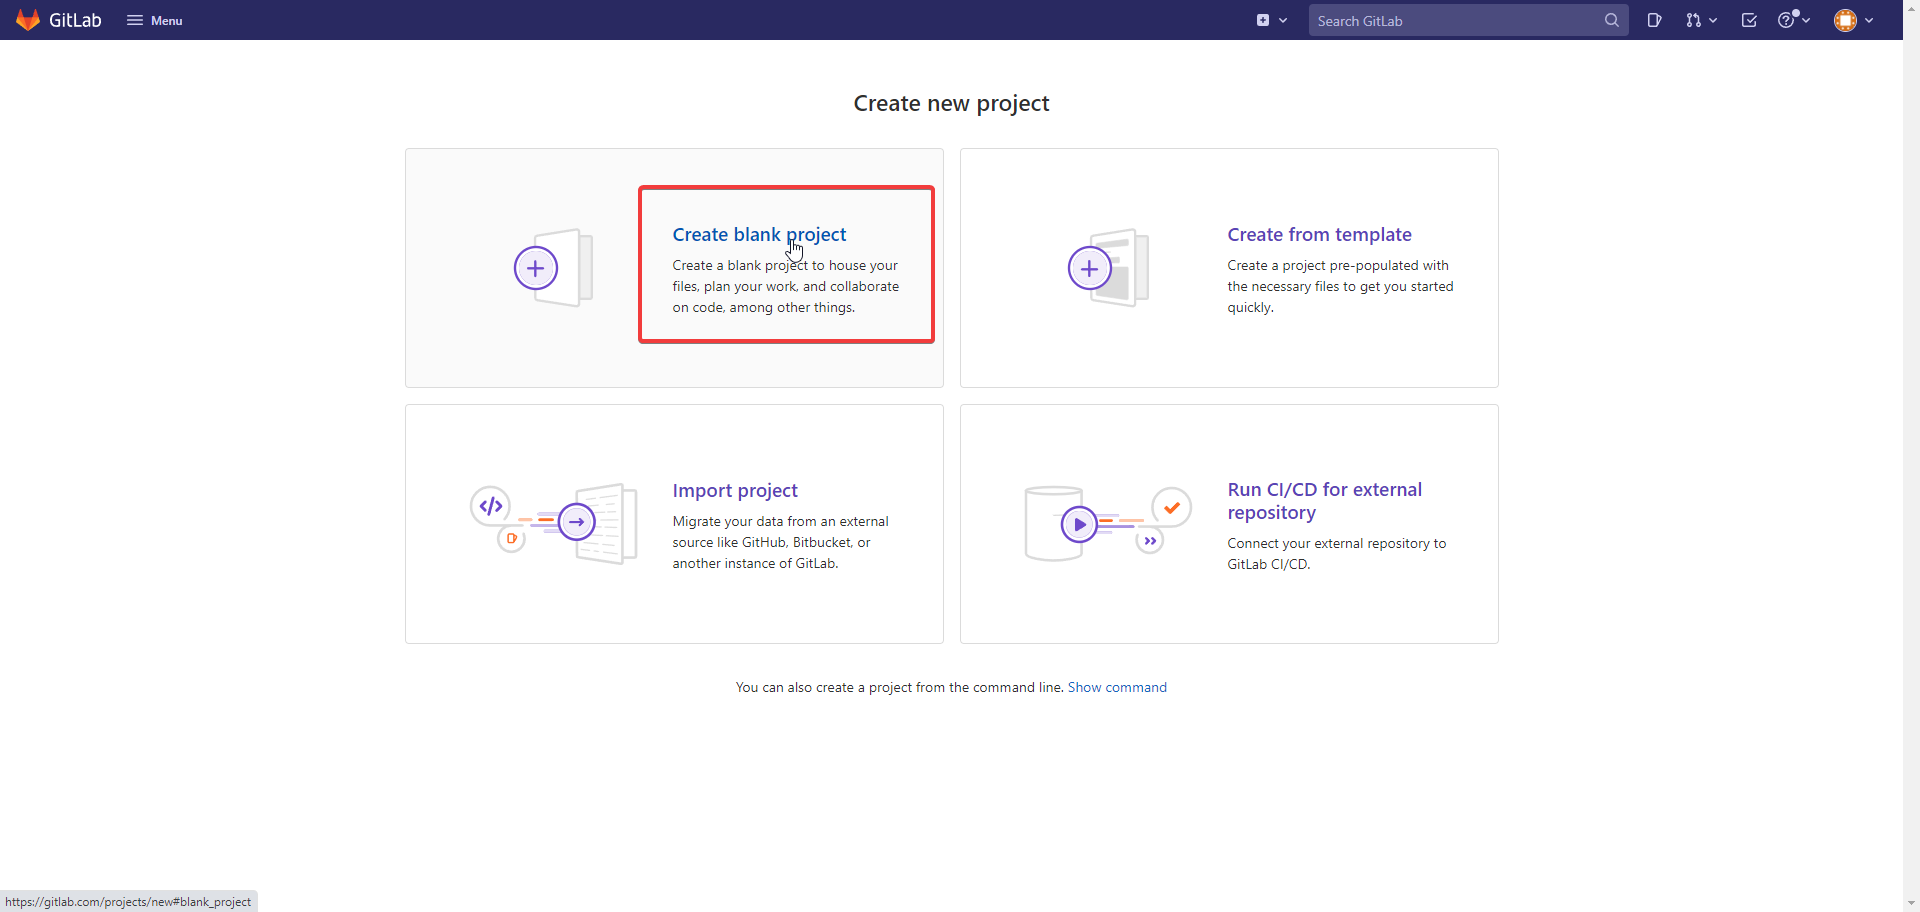 GitLab
Menu
Search GitLab
Create new project
Create blank project
Create a blank project to house your
files, plan your work, and collaborate
on code, among other things.
Create from template
Create a project pre-populated with
the necessary files to get you started
quickly.
Import project
Migrate your data from an external
source like GitHub, Bitbucket, or
another instance of GitLab.
Run CI/CD for external
repository
Connect your external repository to
GitLab CI/CD.
You can also create a project from the command line. Show command
https://gitlab.com/projects/new#blank_project